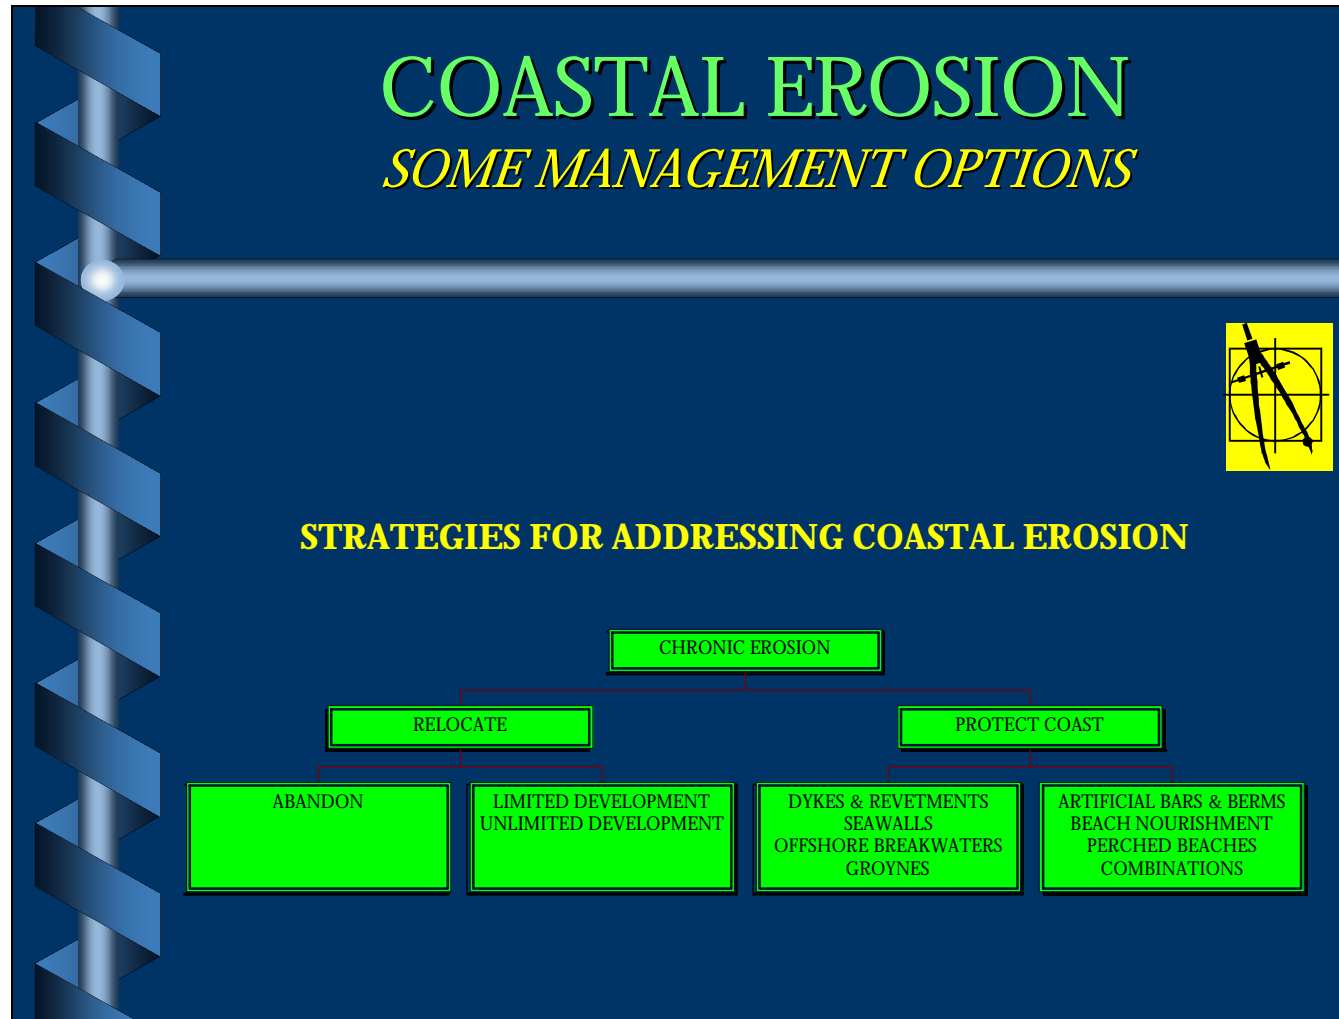 COASTAL EROSION
SOME MANAGEMENT OPTIONS
STRATEGIES FOR ADDRESSING COASTAL EROSION
CHRONIC EROSION
RELOCATE
PROTECT COAST
ABANDON
LIMITED DEVELOPMENT
UNLIMITED DEVELOPMENT
DYKES & REVETMENTS
SEAWALLS
OFFSHORE BREAKWATERS
GROYNES
ARTIFICIAL BARS & BERMS
BEACH NOURISHMENT
PERCHED BEACHES
COMBINATIONS